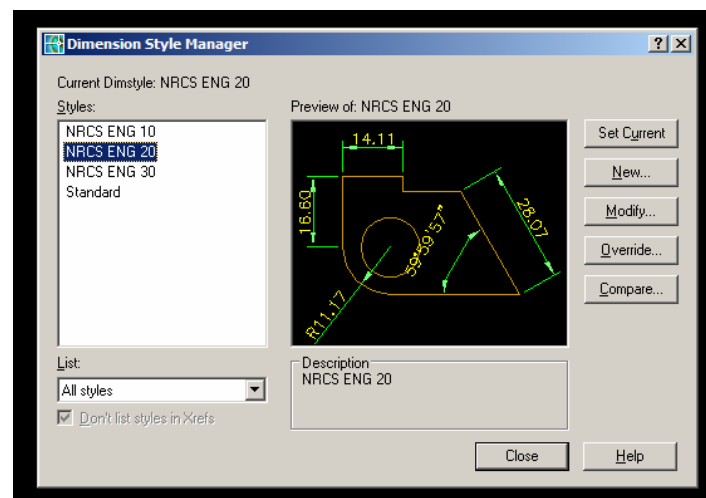 Dimension Style Manager
Current Dimstyle: NRCS ENG 20
Styles:
NRCS ENG 10
NRCS ENG 20
NRCS ENG 30
Standard
Preview of: NRCS ENG 20
14.11
16.60
28.07
59°59'57"
R11.17
Set Current
New...
Modify...
Override...
Compare...
List:
All styles
Don't list styles in Xrefs
Description
NRCS ENG 20
Close
Help